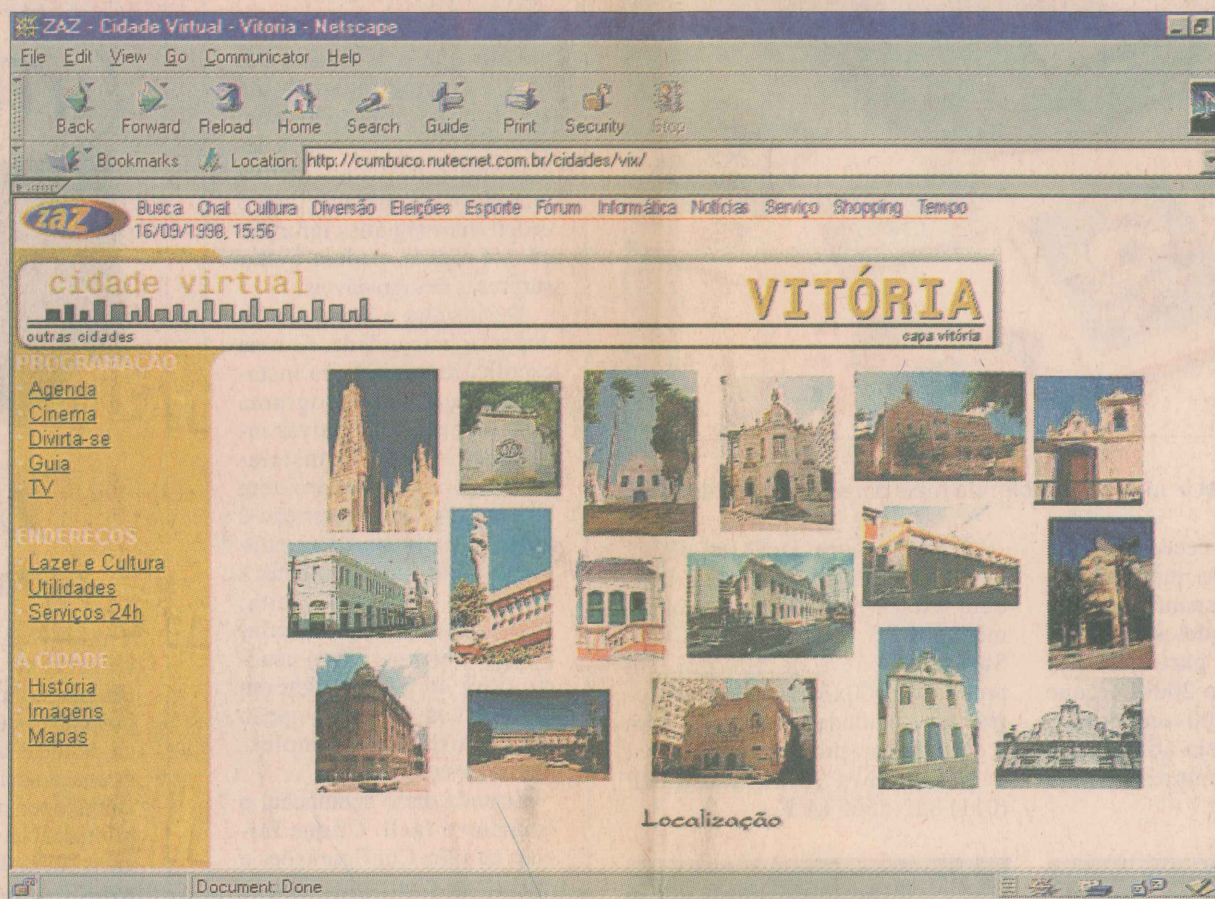 ZAZ - Cidade Virtual - Vitoria - Netscape
File Edit View Go Communicator Help
Back Forward Reload Home Search Guide Print Security Stop
Bookmarks Location: http://cumbuco.nutecnet.com.br/cidades/vix/
zaz
Busca Chat Cultura Diversão Eleições Esporte Fórum Informática Notícias Serviço Shopping Tempo
16/09/1998, 15:56
cidade virtual
VITÓRIA
outras cidades
capa vitória
PROGRAMAÇÃO
Agenda
Cinema
Divirta-se
Guia
TV
ENDEREÇOS
Lazer e Cultura
Utilidades
Serviços 24h
A CIDADE
História
Imagens
Mapas
Localização
Document: Done